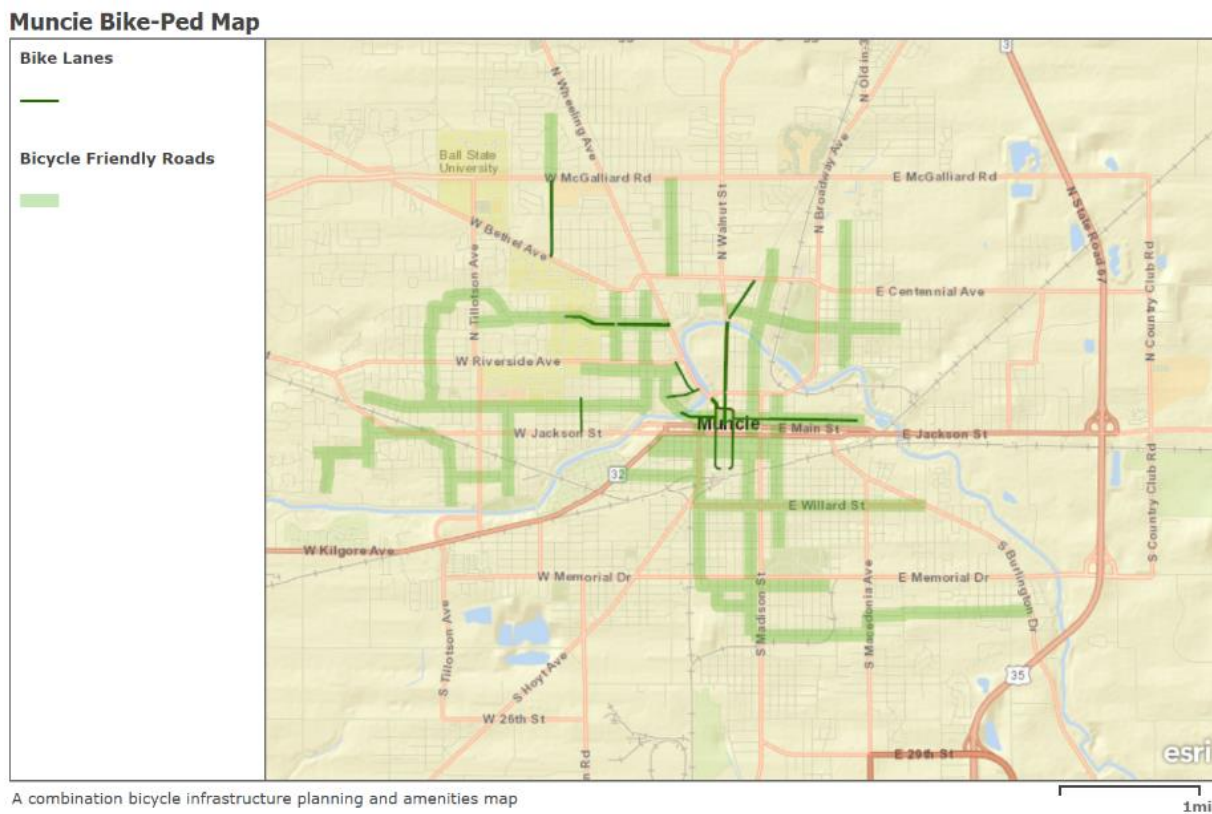 Muncie Bike-Ped Map
Bike Lanes
Bicycle Friendly Roads
3
N Wheeling Ave
N Walnut St
N Broadway Ave
Ball State
University
W McGalliard Rd
E McGalliard Rd
N State Road 67
W Bethel Ave
N Tillotson Ave
E Centennial Ave
N Country Club Rd
W Riverside Ave
Muncie
W Jackson St
E Main St
E Jackson St
32
E Willard St
S Country Club Rd
W Kilgore Ave
S Burlington Dr
W Memorial Dr
E Memorial Dr
S Madison St
S Macedonia Ave
S Tillotson Ave
S Hoyt Ave
35
W 26th St
n Rd
E 29th St
esri
A combination bicycle infrastructure planning and amenities map
1mi